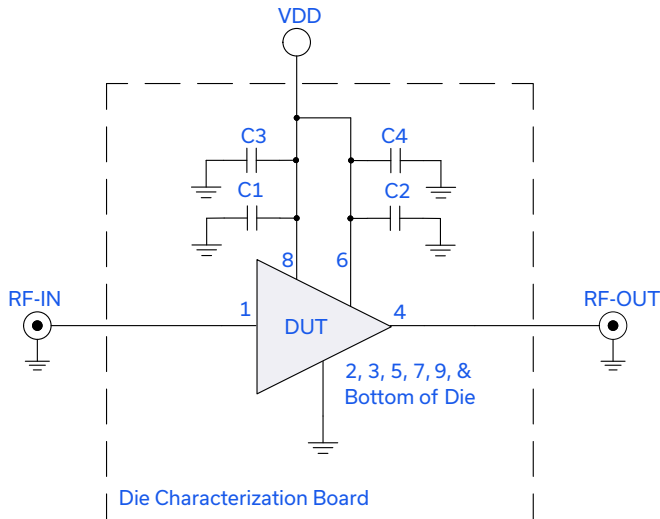 VDD
C3
C4
C1
C2
8
6
RF-IN
RF-OUT
1
4
DUT
2, 3, 5, 7, 9, &
Bottom of Die
Die Characterization Board